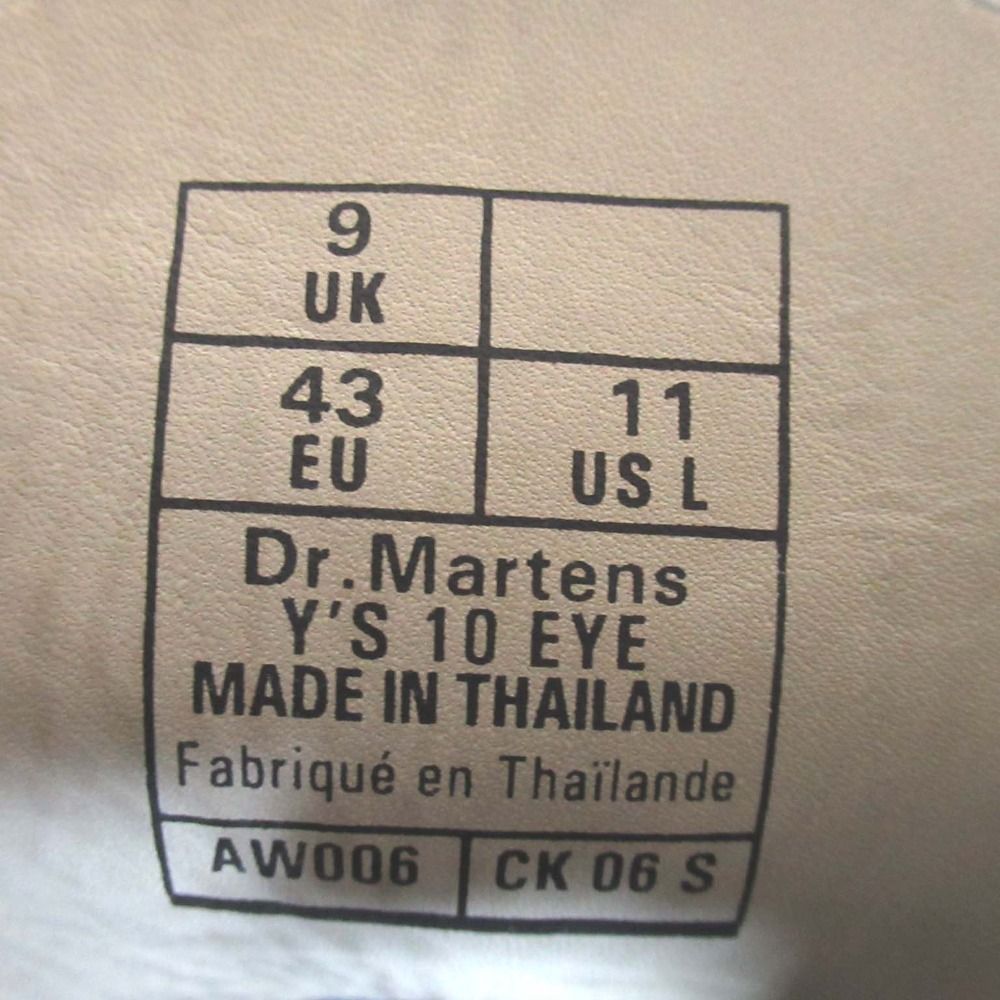 9
UK
43
EU
11
US L
Dr.Martens
Y'S 10 EYE
MADE IN THAILAND
Fabriqué en Thaïlande
AW006
CK 06 S